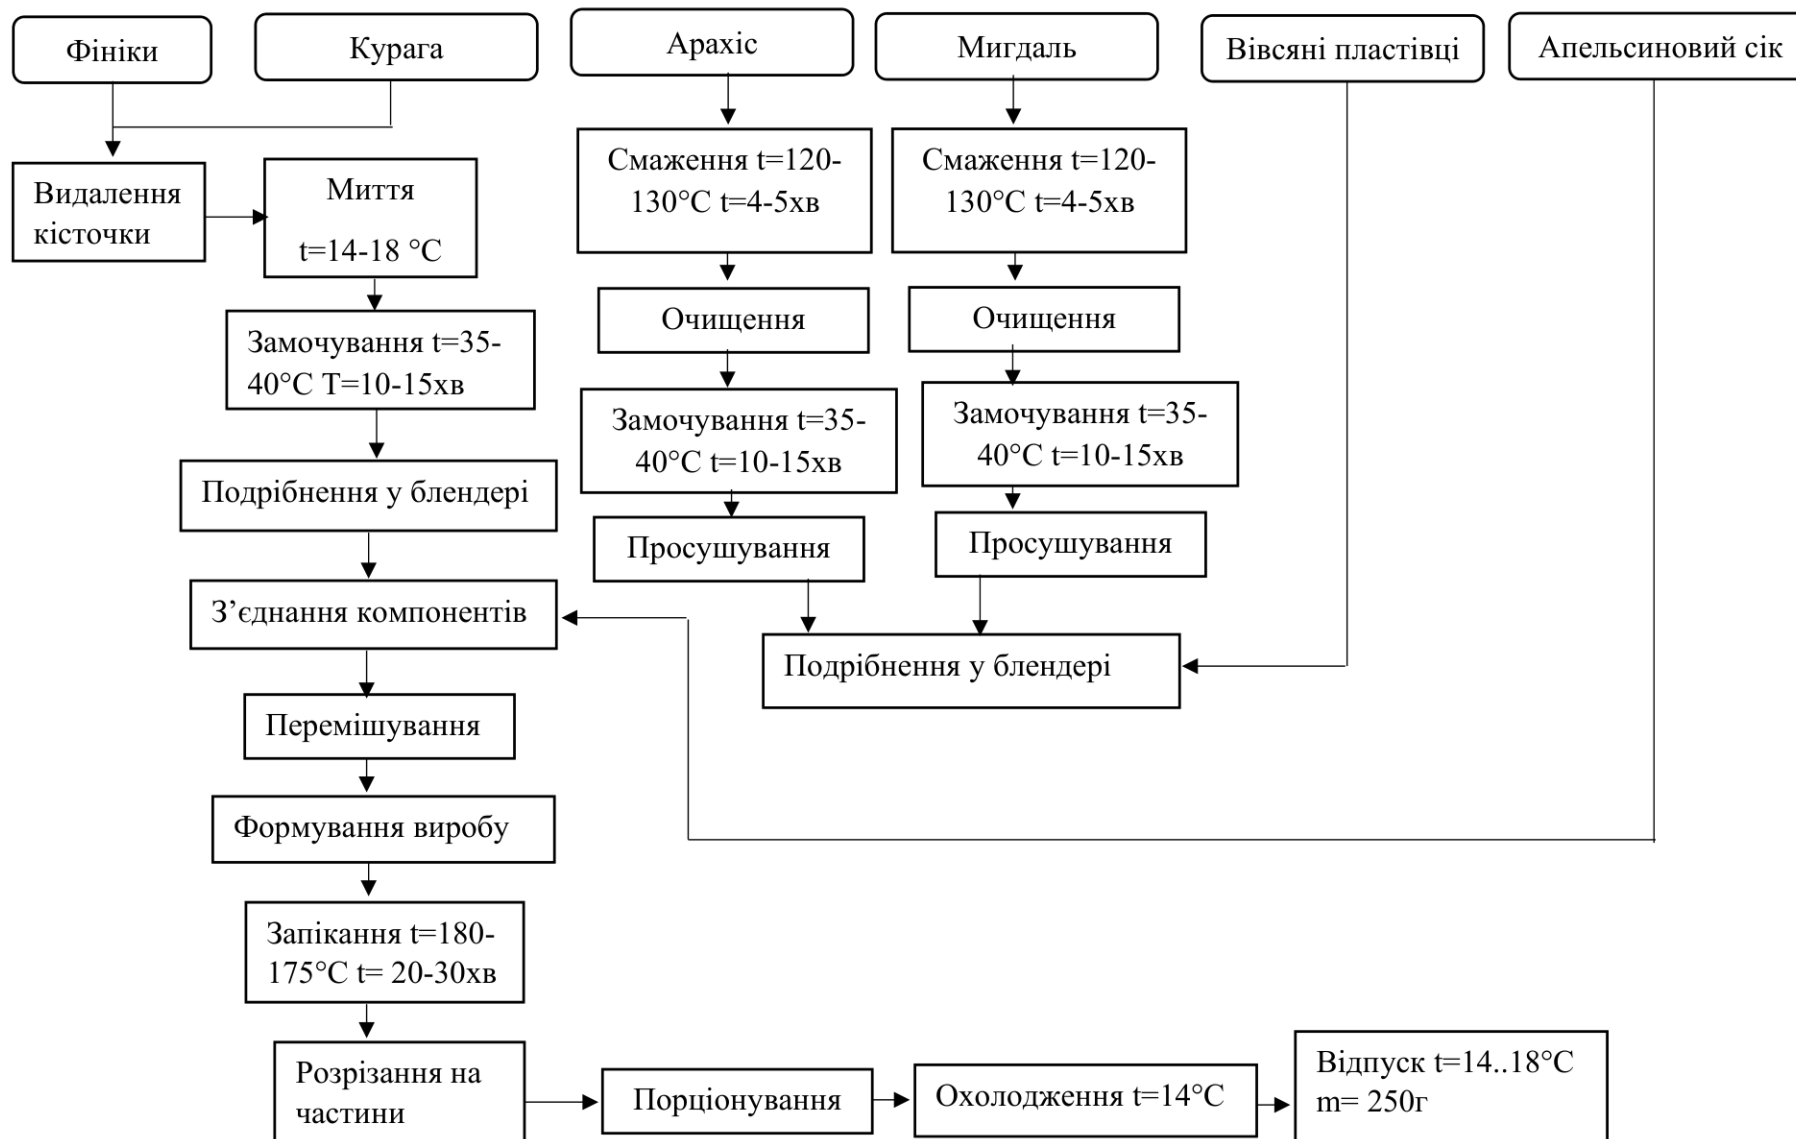 Фініки
Курага
Арахіс
Мигдаль
Вівсяні пластівці
Апельсиновий сік
Видалення
кісточки
Миття
t=14-18 °С
Смаження t=120-
130°С t=4-5хв
Смаження t=120-
130°С t=4-5хв
Замочування t=35-
40°С Т=10-15хв
Очищення
Очищення
Замочування t=35-
40°С t=10-15хв
Замочування t=35-
40°С t=10-15хв
Подрібнення у блендері
Просушування
Просушування
З’єднання компонентів
Подрібнення у блендері
Перемішування
Формування виробу
Запікання t=180-
175°С t= 20-30хв
Розрізання на
частини
Порціонування
Охолодження t=14°С
Відпуск t=14..18°С
m= 250г